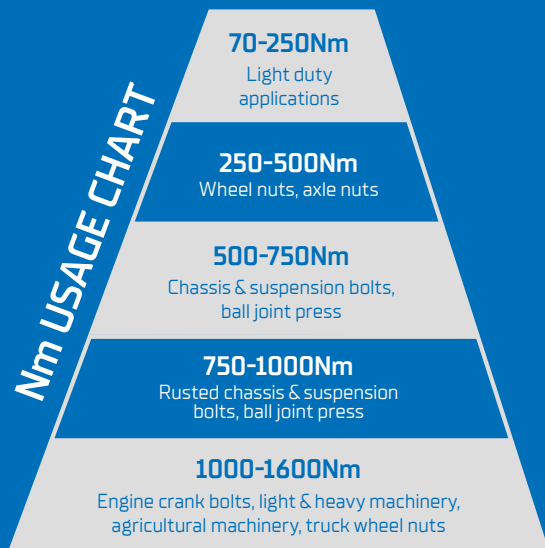 Nm USAGE CHART
70-250Nm
Light duty
applications
250-500Nm
Wheel nuts, axle nuts
500-750Nm
Chassis & suspension bolts,
ball joint press
750-1000Nm
Rusted chassis & suspension
bolts, ball joint press
1000-1600Nm
Engine crank bolts, light & heavy machinery,
agricultural machinery, truck wheel nuts